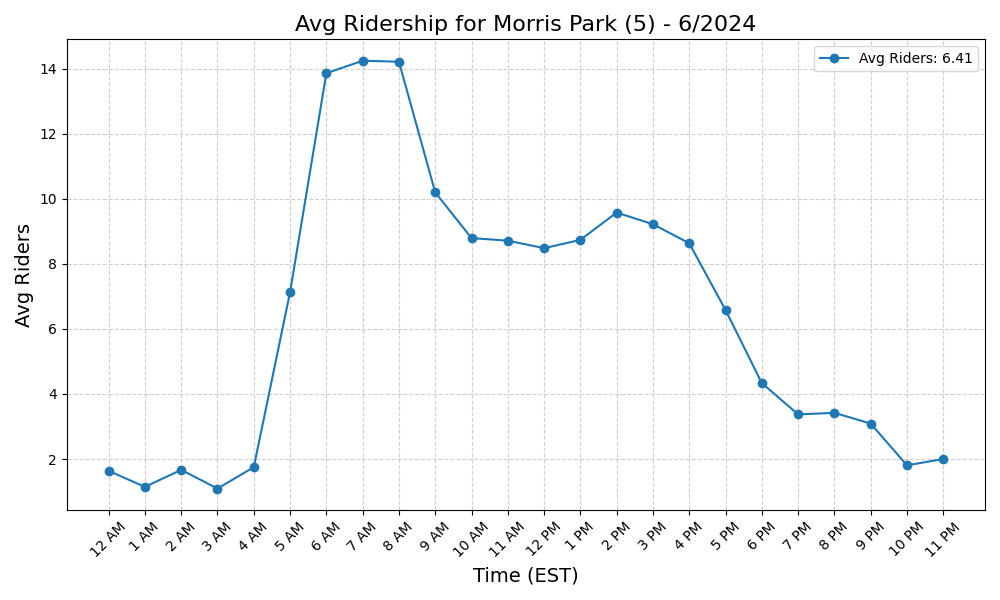 Avg Ridership for Morris Park (5) - 6/2024
Avg Riders: 6.41
Avg Riders
14
12
10
8
6
4
2
12 AM 1 AM 2 AM 3 AM 4 AM 5 AM 6 AM 7 AM 8 AM 9 AM 10 AM 11 AM 12 PM 1 PM 2 PM 3 PM 4 PM 5 PM 6 PM 7 PM 8 PM 9 PM 10 PM 11 PM
Time (EST)